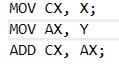 MOV CX, X;
MOV AX, Y
ADD CX, AX;